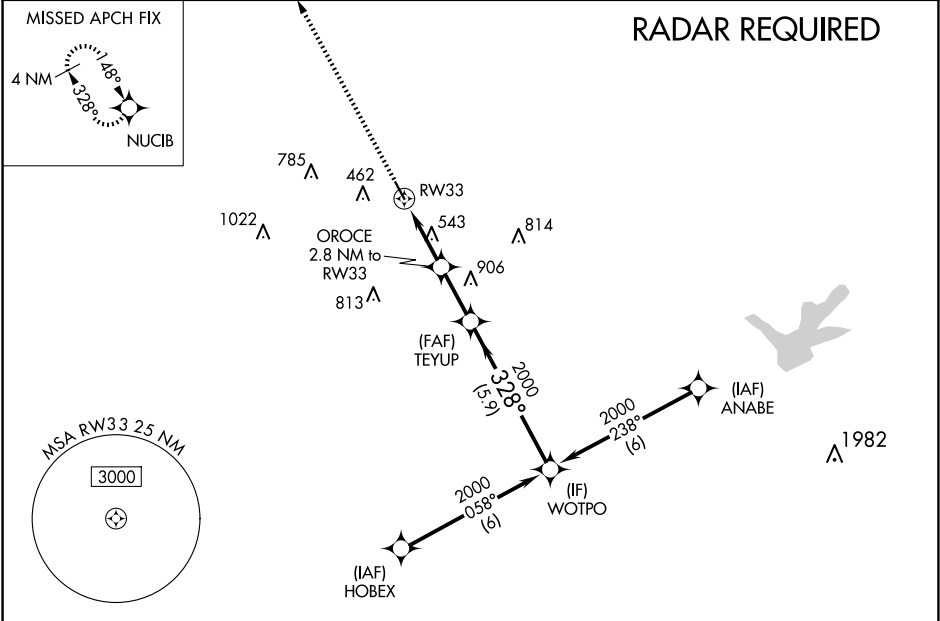 MISSED APCH FIX
4 NM
148°
328°
NUCIB
RADAR REQUIRED
785
462
RW33
1022
543
814
OROCE
2.8 NM to
RW33
906
813
(FAF)
TEYUP
2000
328°
(5.9)
(IAF)
ANABE
2000
238°
(6)
1982
MSA RW33 25 NM
3000
(IF)
WOTPO
2000
058°
(6)
(IAF)
HOBEX